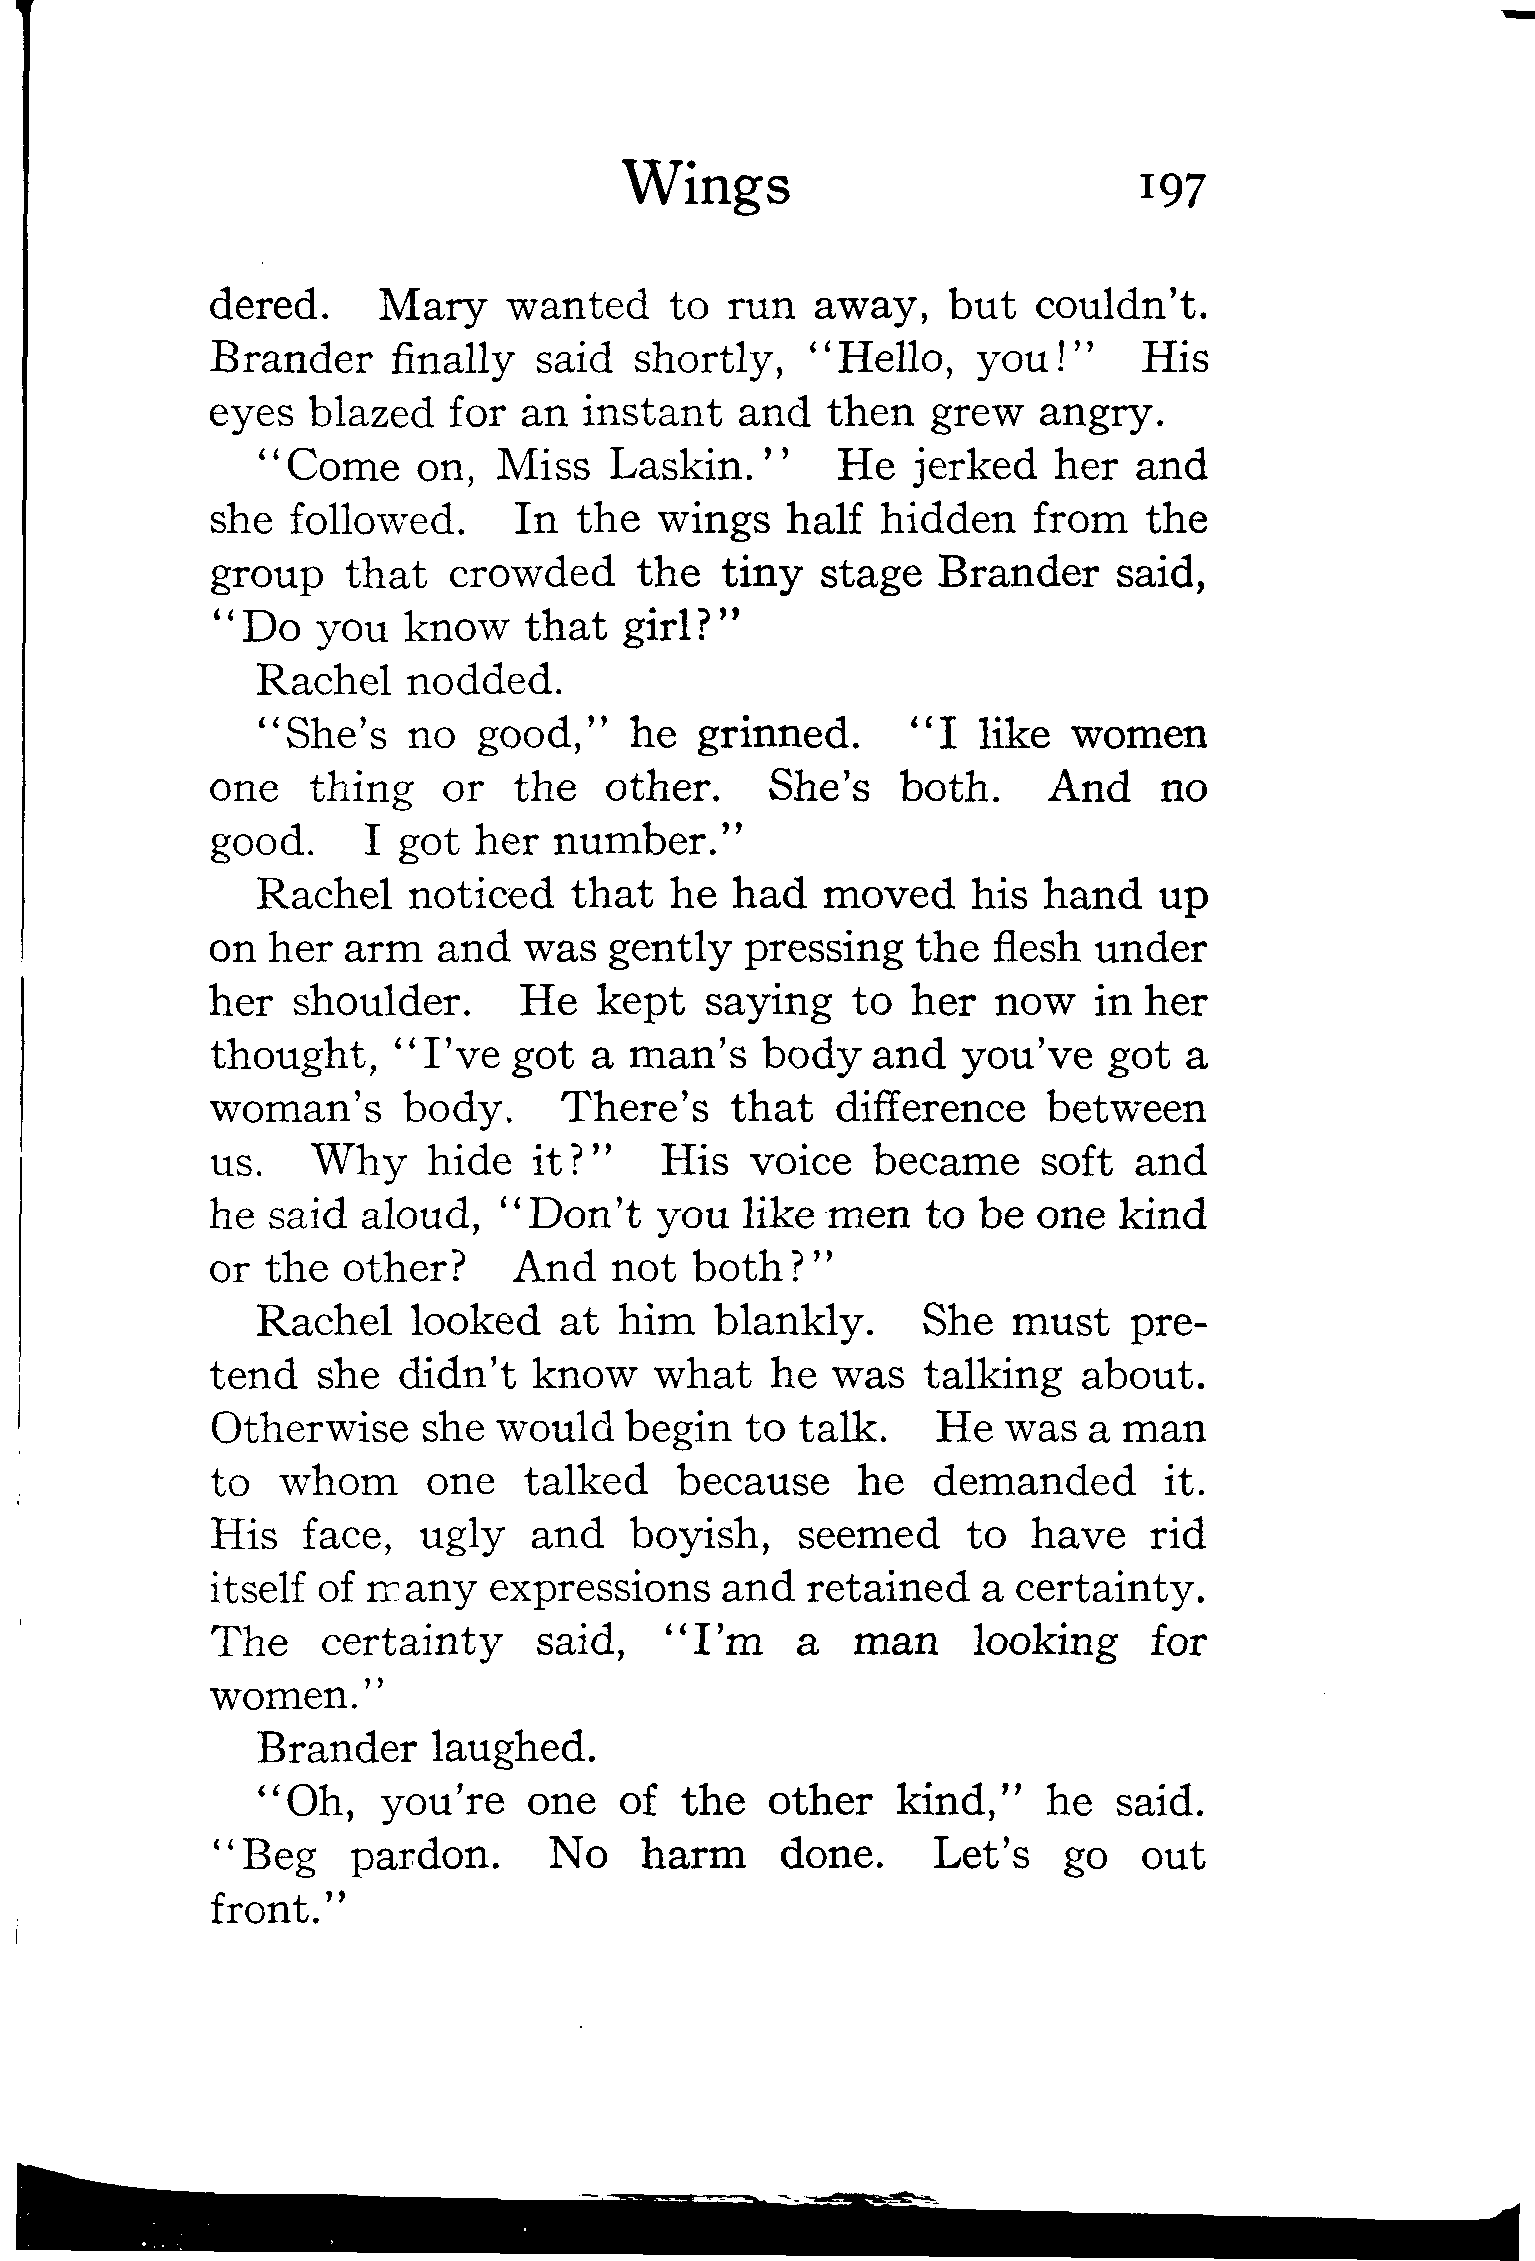 Wings 197
dered. Mary wanted to run away, but couldn't.
Brander finally said shortly, "Hello, you!" His
eyes blazed for an instant and then grew angry.
"Come on, Miss Laskin." He jerked her and
she followed. In the wings half hidden from the
group that crowded the tiny stage Brander said,
"Do you know that girl?"
Rachel nodded.
"She's no good," he grinned. "I like women
one thing or the other. She's both. And no
good. I got her number."
Rachel noticed that he had moved his hand up
on her arm and was gently pressing the flesh under
her shoulder. He kept saying to her now in her
thought, "I've got a man's body and you've got a
woman's body. There's that difference between
us. Why hide it?" His voice became soft and
he said aloud, "Don't you like men to be one kind
or the other? And not both?"
Rachel looked at him blankly. She must pre-
tend she didn't know what he was talking about.
Otherwise she would begin to talk. He was a man
to whom one talked because he demanded it.
His face, ugly and boyish, seemed to have rid
itself of many expressions and retained a certainty.
The certainty said, "I'm a man looking for
women."
Brander laughed.
"Oh, you're one of the other kind," he said.
"Beg pardon. No harm done. Let's go out
front."